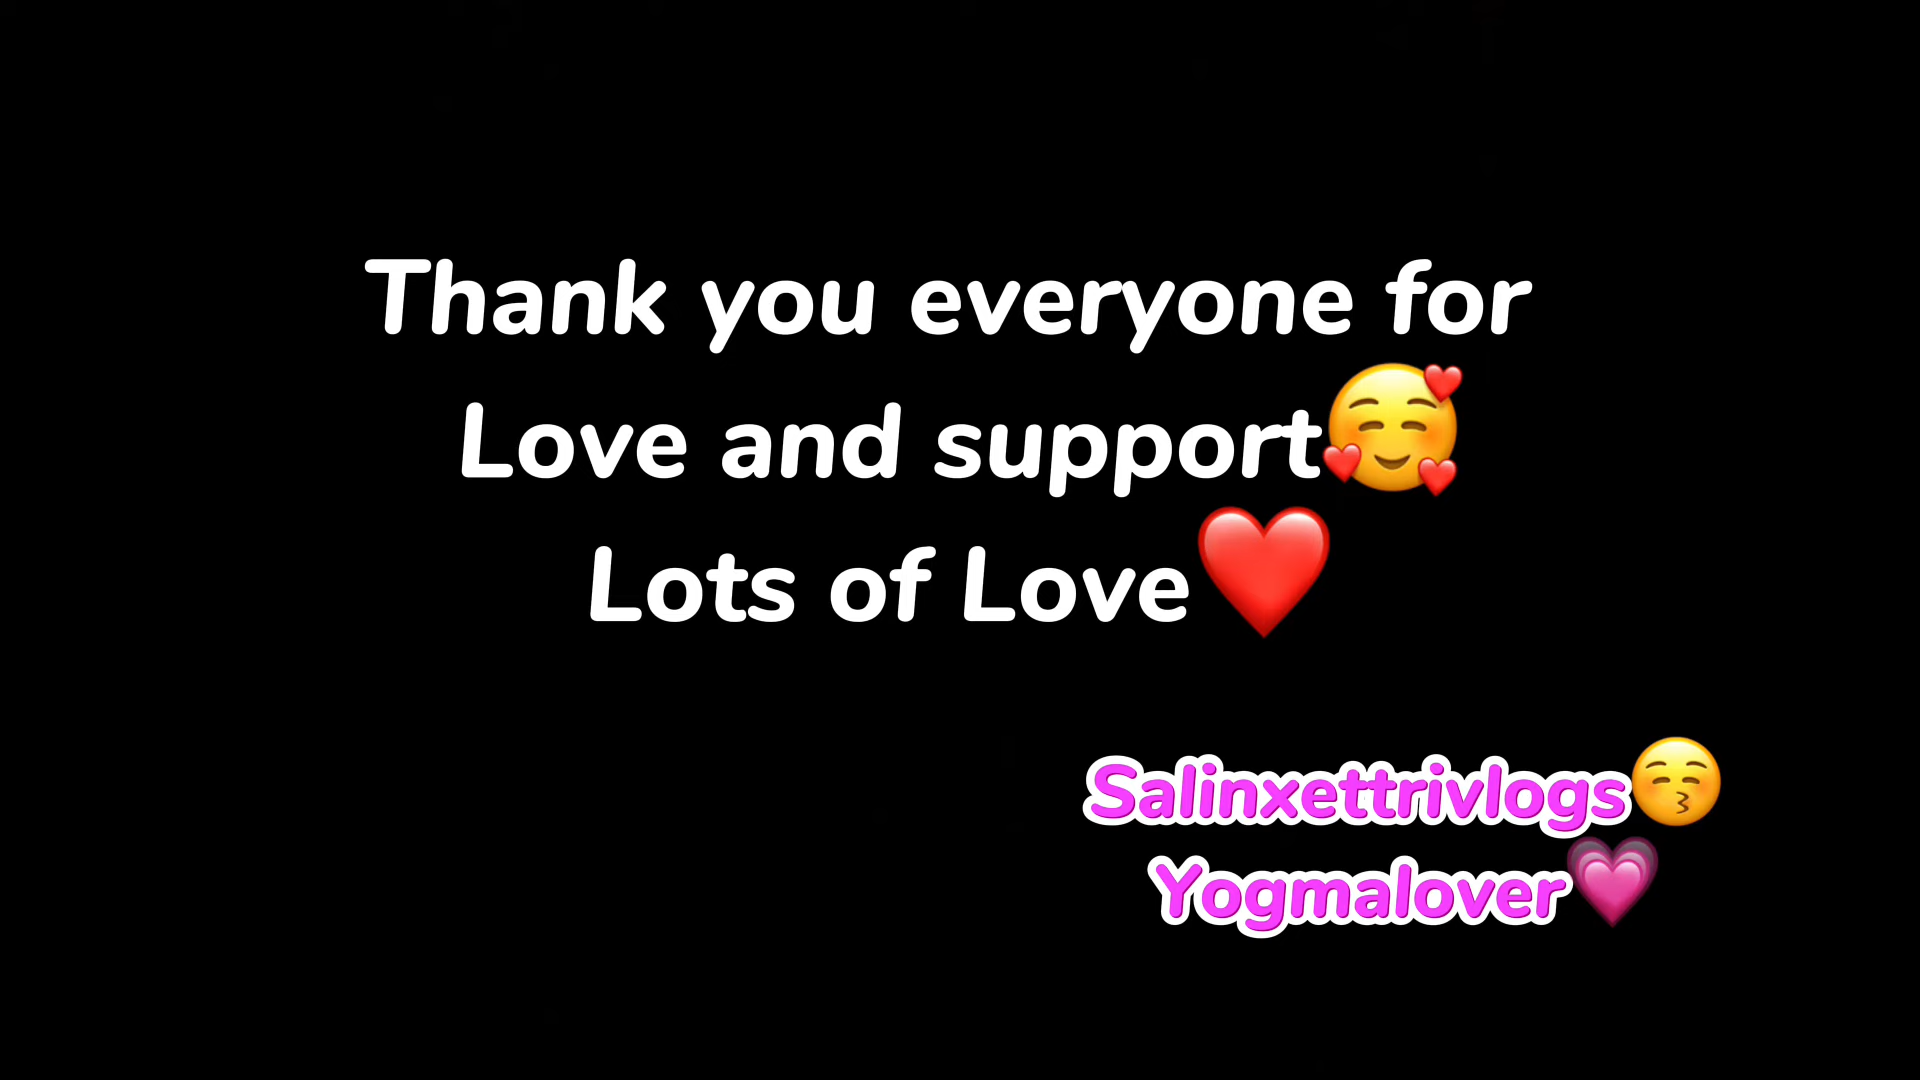 Thank you everyone for
Love and support🥰
Lots of Love❤️
Salinxettrivlogs😚
Yogmalover💗